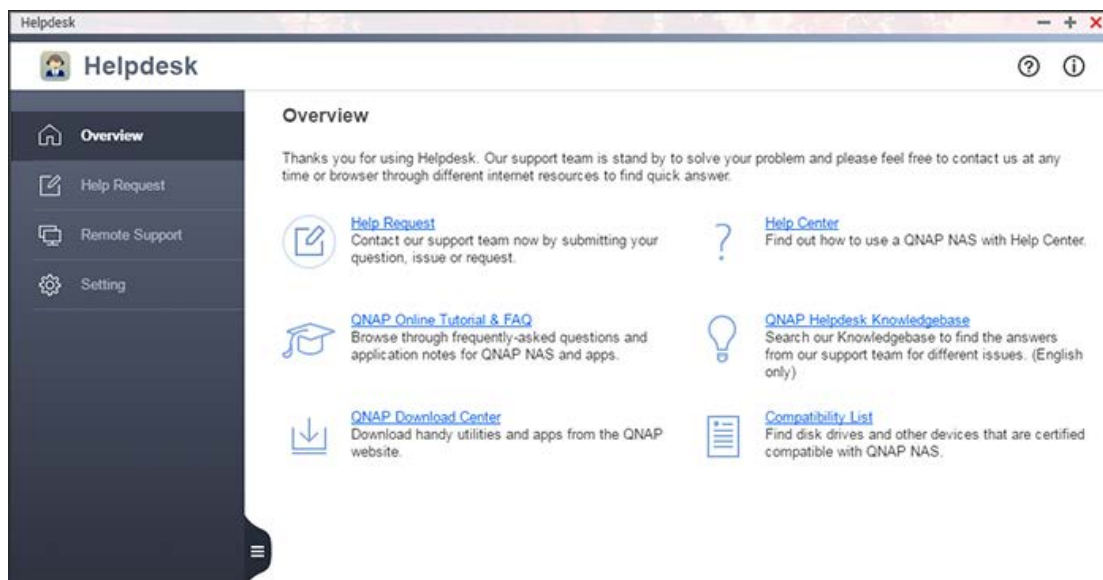 Helpdesk
Helpdesk
Overview
Help Request
Remote Support
Setting
Overview
Thanks you for using Helpdesk. Our support team is stand by to solve your problem and please feel free to contact us at any
time or browser through different internet resources to find quick answer.
Help Request
Contact our support team now by submitting your
question, issue or request.
Help Center
Find out how to use a QNAP NAS with Help Center.
QNAP Online Tutorial & FAQ
Browse through frequently-asked questions and
application notes for QNAP NAS and apps.
QNAP Helpdesk Knowledgebase
Search our Knowledgebase to find the answers
from our support team for different issues. (English
only)
QNAP Download Center
Download handy utilities and apps from the QNAP
website.
Compatibility List
Find disk drives and other devices that are certified
compatible with QNAP NAS.